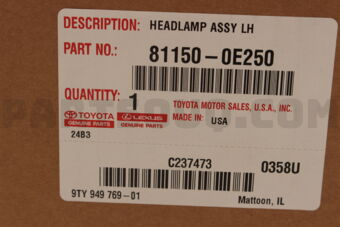 DESCRIPTION: HEADLAMP ASSY LH
PART NO.: 81150-0E250
QUANTITY: 1
TOYOTA MOTOR SALES, U.S.A., INC.
TOYOTA GENUINE PARTS LEXUS GENUINE PARTS
MADE IN: USA
24B3
C237473 0358U
9TY 949 769-01 Mattoon, IL